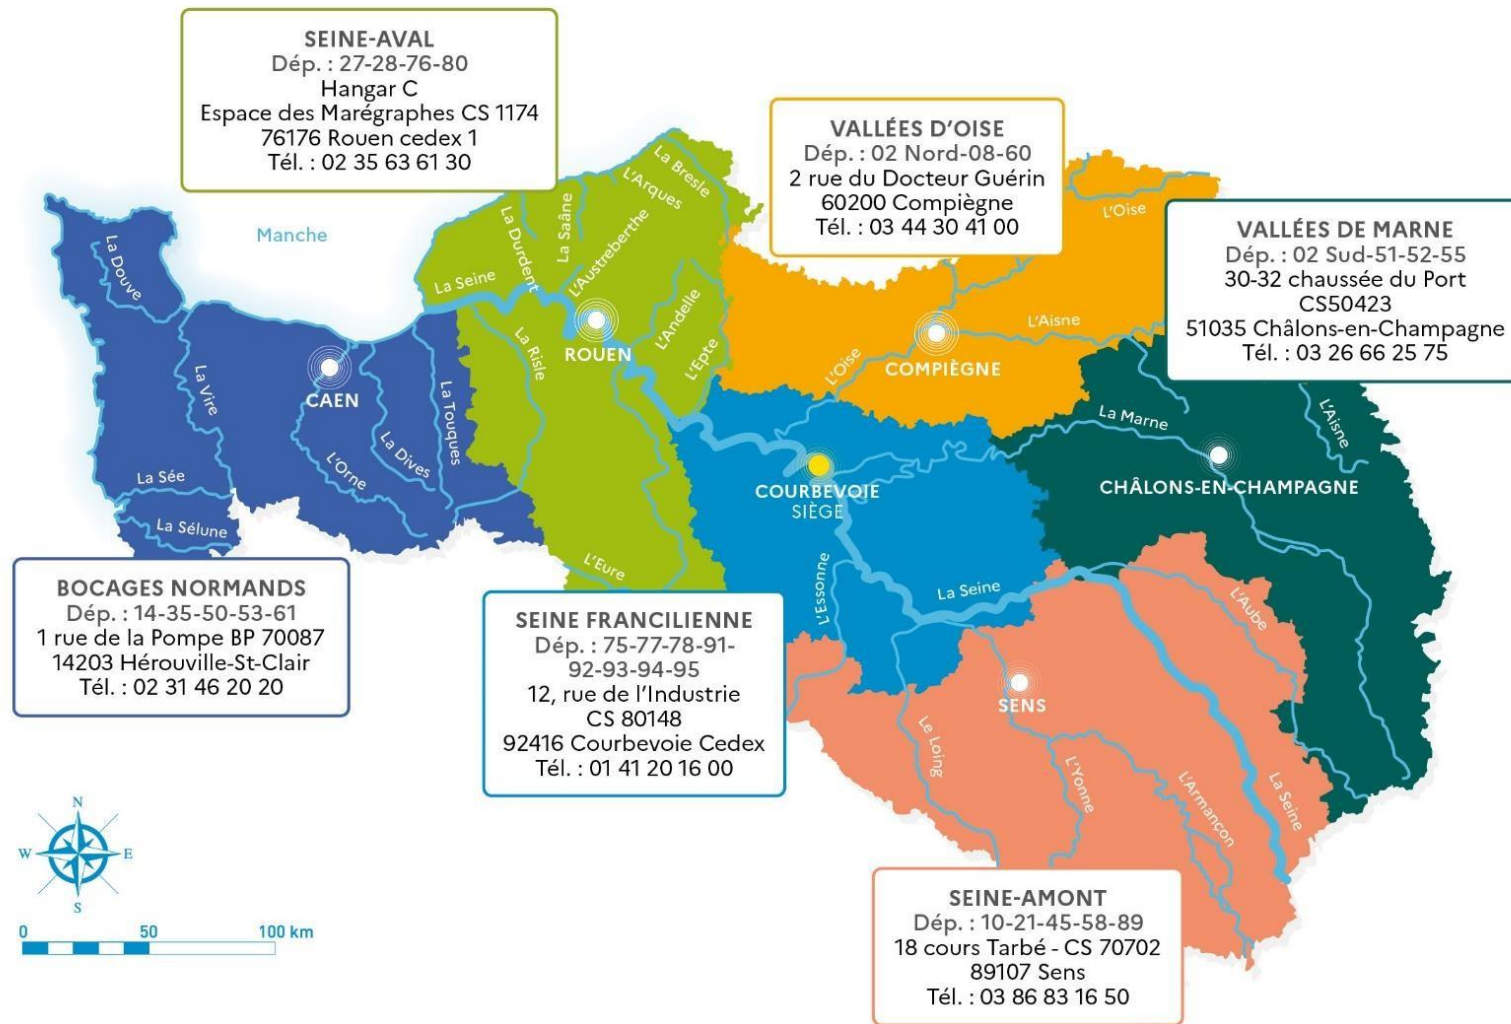 SEINE-AVAL
Dép. : 27-28-76-80
Hangar C
Espace des Marégraphes CS 1174
76176 Rouen cedex 1
Tél. : 02 35 63 61 30
VALLÉES D'OISE
Dép. : 02 Nord-08-60
2 rue du Docteur Guérin
60200 Compiègne
Tél. : 03 44 30 41 00
VALLÉES DE MARNE
Dép. : 02 Sud-51-52-55
30-32 chaussée du Port
CS50423
51035 Châlons-en-Champagne
Tél. : 03 26 66 25 75
Manche
La Douve
La Vire
La Sée
La Sélune
CAEN
L'Orne
La Dives
La Touques
La Seine
La Durdent
La Saâne
L'Austreberthe
L'Arques
La Bresle
ROUEN
La Risle
L'Andelle
L'Epte
L'Eure
L'Oise
L'Oise
L'Aisne
COMPIÈGNE
La Marne
L'Aisne
CHÂLONS-EN-CHAMPAGNE
COURBEVOIE
SIÈGE
L'Essonne
La Seine
L'Aube
SENS
Le Loing
L'Yonne
L'Armançon
La Seine
BOCAGES NORMANDS
Dép. : 14-35-50-53-61
1 rue de la Pompe BP 70087
14203 Hérouville-St-Clair
Tél. : 02 31 46 20 20
SEINE FRANCILIENNE
Dép. : 75-77-78-91-
92-93-94-95
12, rue de l'Industrie
CS 80148
92416 Courbevoie Cedex
Tél. : 01 41 20 16 00
SEINE-AMONT
Dép. : 10-21-45-58-89
18 cours Tarbé - CS 70702
89107 Sens
Tél. : 03 86 83 16 50
N
W E
S
0 50 100 km